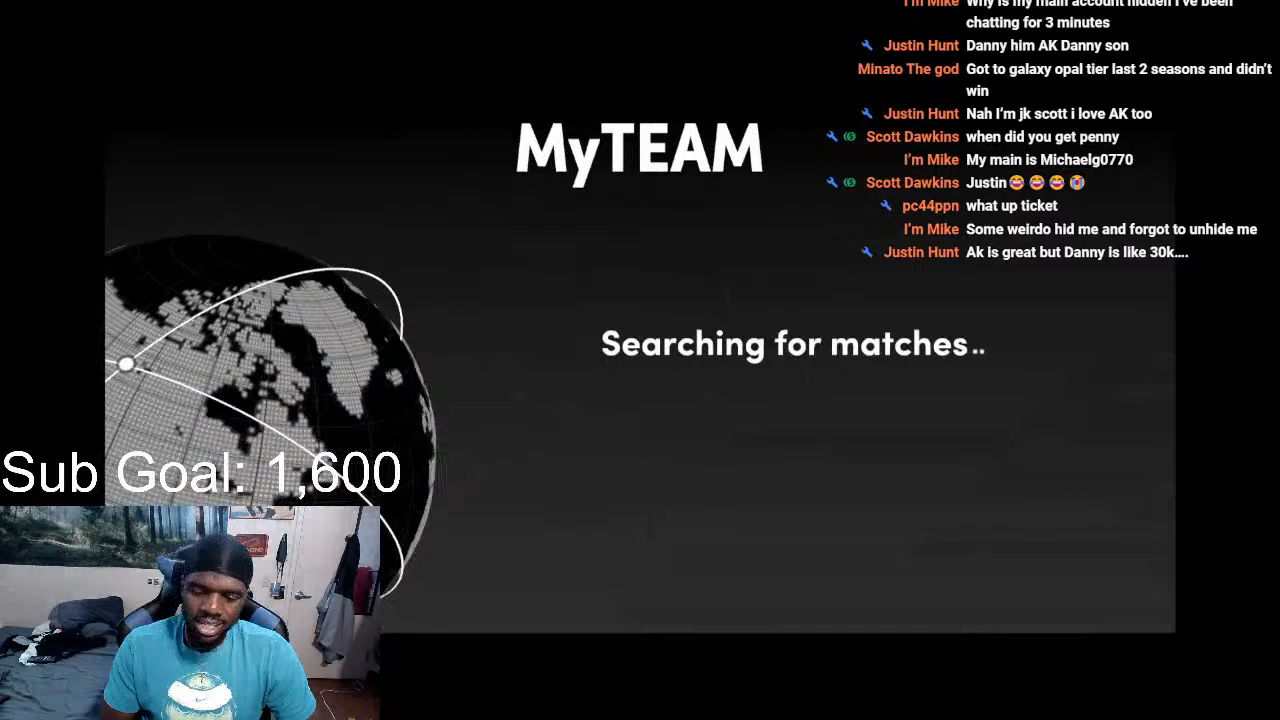 I'm Mike Why is my main account hidden I've been
chatting for 3 minutes
Justin Hunt Danny him AK Danny son
Minato The god Got to galaxy opal tier last 2 seasons and didn't
win
Justin Hunt Nah I'm jk scott i love AK too
Scott Dawkins when did you get penny
I'm Mike My main is Michaelg0770
Scott Dawkins Justin😂😂😂😭
pc44ppn what up ticket
I'm Mike Some weirdo hid me and forgot to unhide me
Justin Hunt Ak is great but Danny is like 30k....
MyTEAM
Searching for matches..
Sub Goal: 1,600